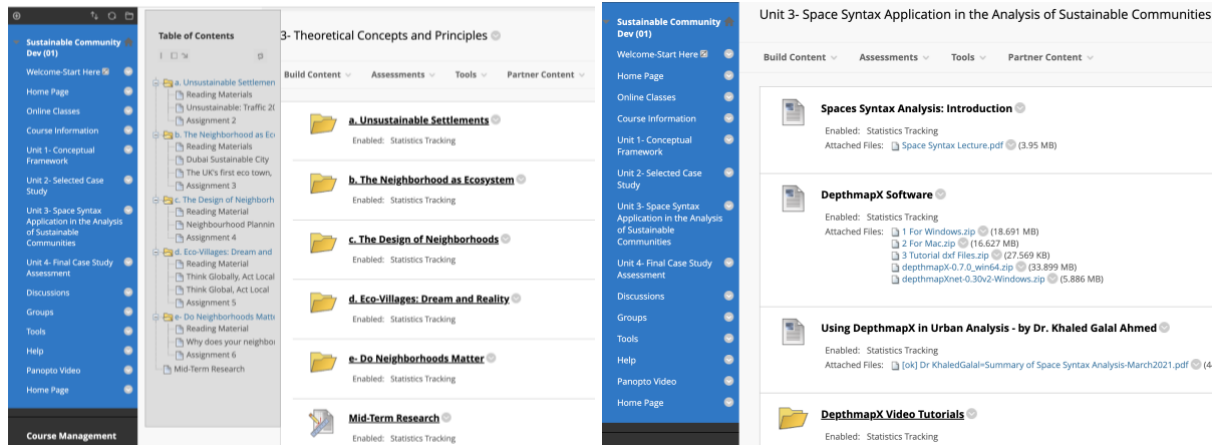 Sustainable Community
Dev (01)
Welcome-Start Here
Home Page
Online Classes
Course Information
Unit 1- Conceptual
Framework
Unit 2- Selected Case
Study
Unit 3- Space Syntax
Application in the Analysis
of Sustainable
Communities
Unit 4- Final Case Study
Assessment
Discussions
Groups
Tools
Help
Panopto Video
Home Page
Course Management
Table of Contents
a. Unsustainable Settlemen
Reading Materials
Unsustainable: Traffic 20
Assignment 2
b. The Neighborhood as Eco
Reading Materials
Dubai Sustainable City
The UK's first eco town,
Assignment 3
c. The Design of Neighborh
Reading Material
Neighbourhood Plannin
Assignment 4
d. Eco-Villages: Dream and
Reading Material
Think Globally, Act Local
Think Global, Act Local
Assignment 5
e- Do Neighborhoods Matte
Reading Material
Why does your neighbor
Assignment 6
Mid-Term Research
3- Theoretical Concepts and Principles
Build Content Assessments Tools Partner Content
a. Unsustainable Settlements
Enabled: Statistics Tracking
b. The Neighborhood as Ecosystem
Enabled: Statistics Tracking
c. The Design of Neighborhoods
Enabled: Statistics Tracking
d. Eco-Villages: Dream and Reality
Enabled: Statistics Tracking
e- Do Neighborhoods Matter
Enabled: Statistics Tracking
Mid-Term Research
Enabled: Statistics Tracking
Sustainable Community
Dev (01)
Welcome-Start Here
Home Page
Online Classes
Course Information
Unit 1- Conceptual
Framework
Unit 2- Selected Case
Study
Unit 3- Space Syntax
Application in the Analysis
of Sustainable
Communities
Unit 4- Final Case Study
Assessment
Discussions
Groups
Tools
Help
Panopto Video
Home Page
Unit 3- Space Syntax Application in the Analysis of Sustainable Communities
Build Content Assessments Tools Partner Content
Spaces Syntax Analysis: Introduction
Enabled: Statistics Tracking
Attached Files: Space Syntax Lecture.pdf (3.95 MB)
DepthmapX Software
Enabled: Statistics Tracking
Attached Files: 1 For Windows.zip (18.691 MB)
2 For Mac.zip (16.627 MB)
3 Tutorial dxf Files.zip (27.569 KB)
depthmapX-0.7.0_win64.zip (33.899 MB)
depthmapXnet-0.30v2-Windows.zip (5.886 MB)
Using DepthmapX in Urban Analysis - by Dr. Khaled Galal Ahmed
Enabled: Statistics Tracking
Attached Files: [ok] Dr KhaledGalal=Summary of Space Syntax Analysis-March2021.pdf (4
DepthmapX Video Tutorials
Enabled: Statistics Tracking